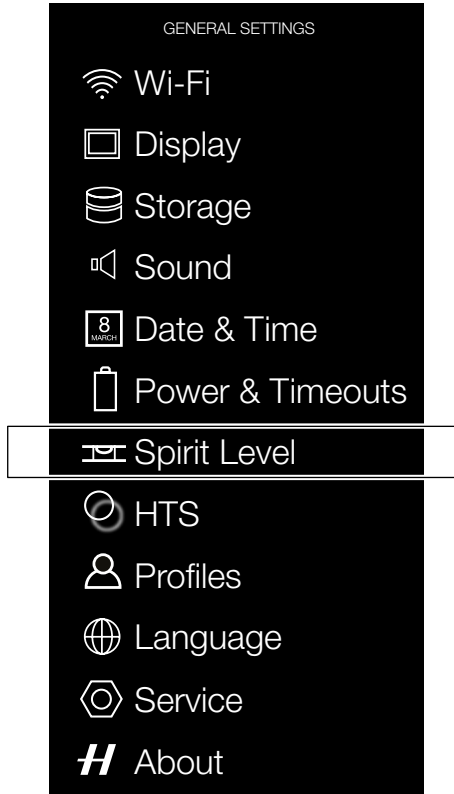 GENERAL SETTINGS
Wi-Fi
Display
Storage
Sound
8
MARCH
Date & Time
Power & Timeouts
Spirit Level
HTS
Profiles
Language
Service
H About